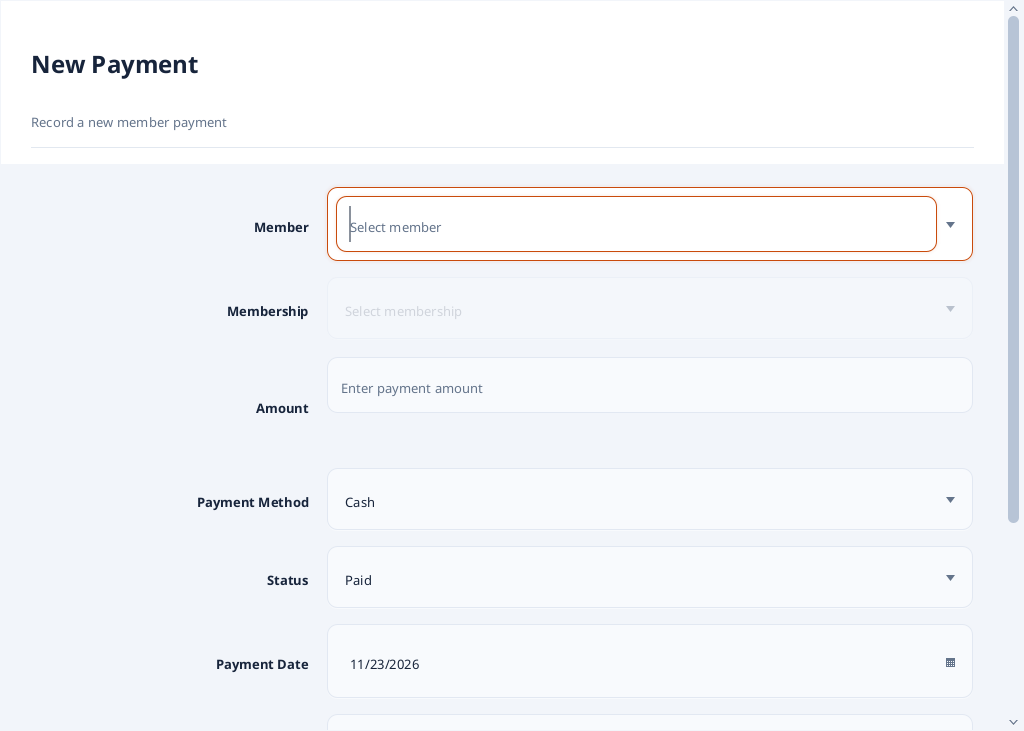 New Payment
Record a new member payment
Member
Select member
Membership
Select membership
Amount
Enter payment amount
Payment Method
Cash
Status
Paid
Payment Date
11/23/2026